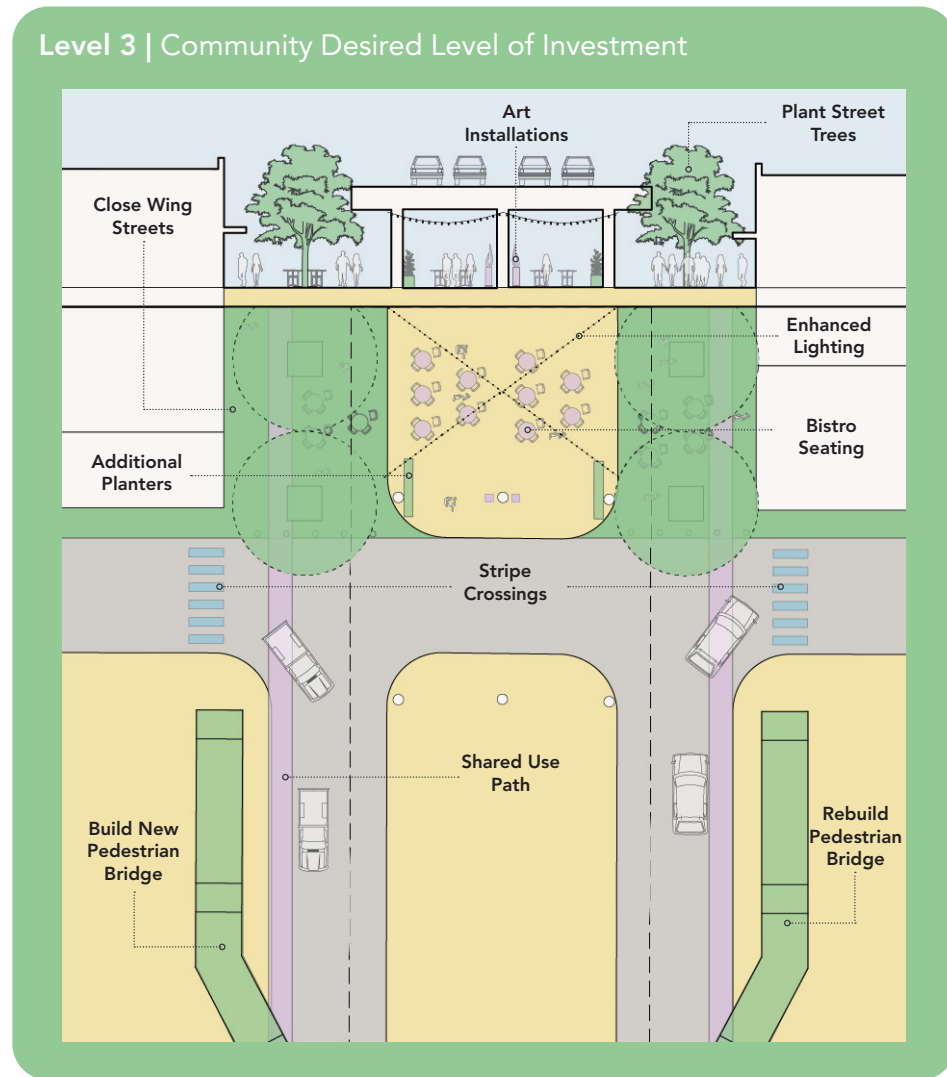 Level 3 | Community Desired Level of Investment
Art
Installations
Plant Street
Trees
Close Wing
Streets
Enhanced
Lighting
Bistro
Seating
Additional
Planters
Stripe
Crossings
Shared Use
Path
Build New
Pedestrian
Bridge
Rebuild
Pedestrian
Bridge